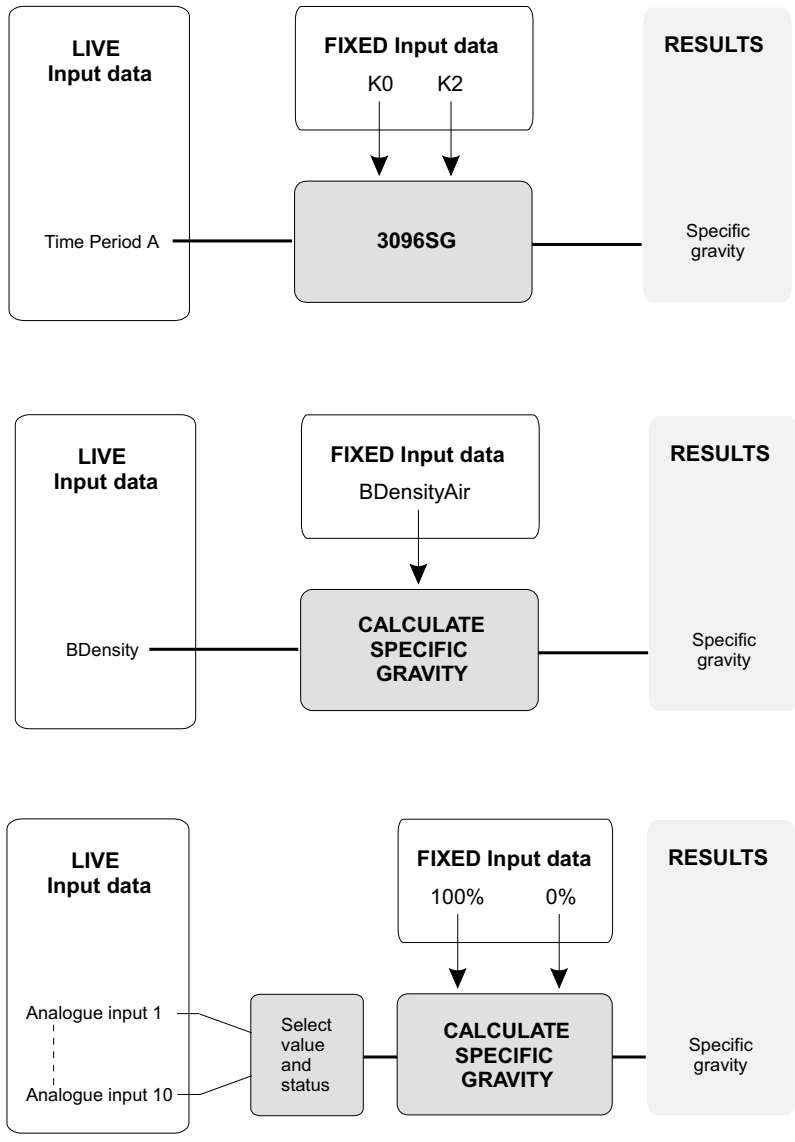 LIVE
Input data
FIXED Input data
K0 K2
RESULTS
Time Period A
3096SG
Specific
gravity
LIVE
Input data
FIXED Input data
BDensityAir
RESULTS
BDensity
CALCULATE
SPECIFIC
GRAVITY
Specific
gravity
LIVE
Input data
FIXED Input data
100% 0%
RESULTS
Analogue input 1
Analogue input 10
Select
value
and
status
CALCULATE
SPECIFIC
GRAVITY
Specific
gravity